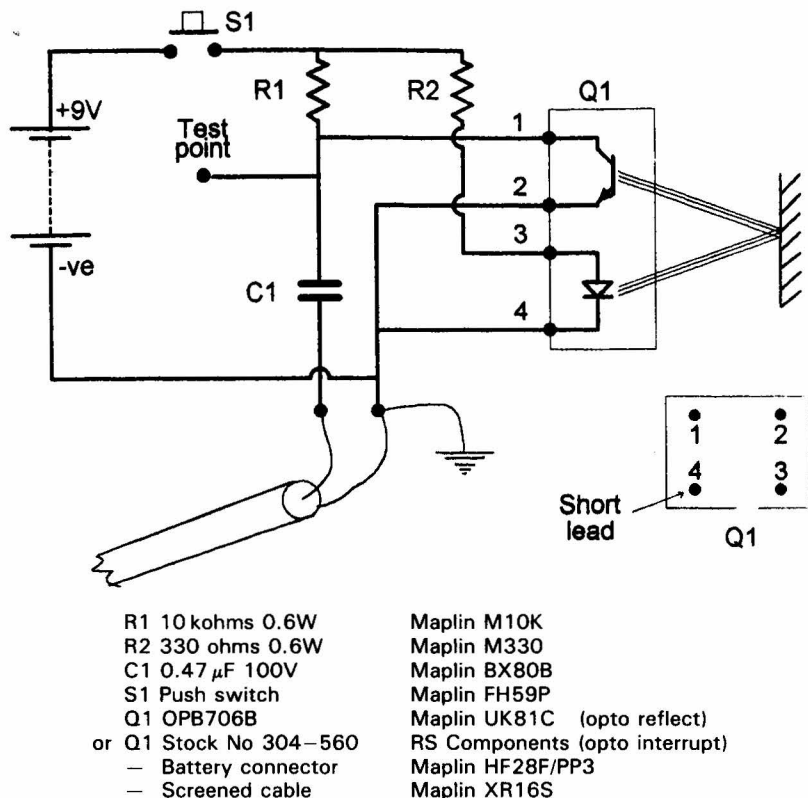 S1
R1
R2
Q1
+9V
Test
point
1
2
3
4
-ve
C1
1
2
4
3
Short
lead
Q1
R1 10 kohms 0.6W Maplin M10K
R2 330 ohms 0.6W Maplin M330
C1 0.47 μF 100V Maplin BX80B
S1 Push switch Maplin FH59P
Q1 OPB706B Maplin UK81C (opto reflect)
or Q1 Stock No 304–560 RS Components (opto interrupt)
– Battery connector Maplin HF28F/PP3
– Screened cable Maplin XR16S